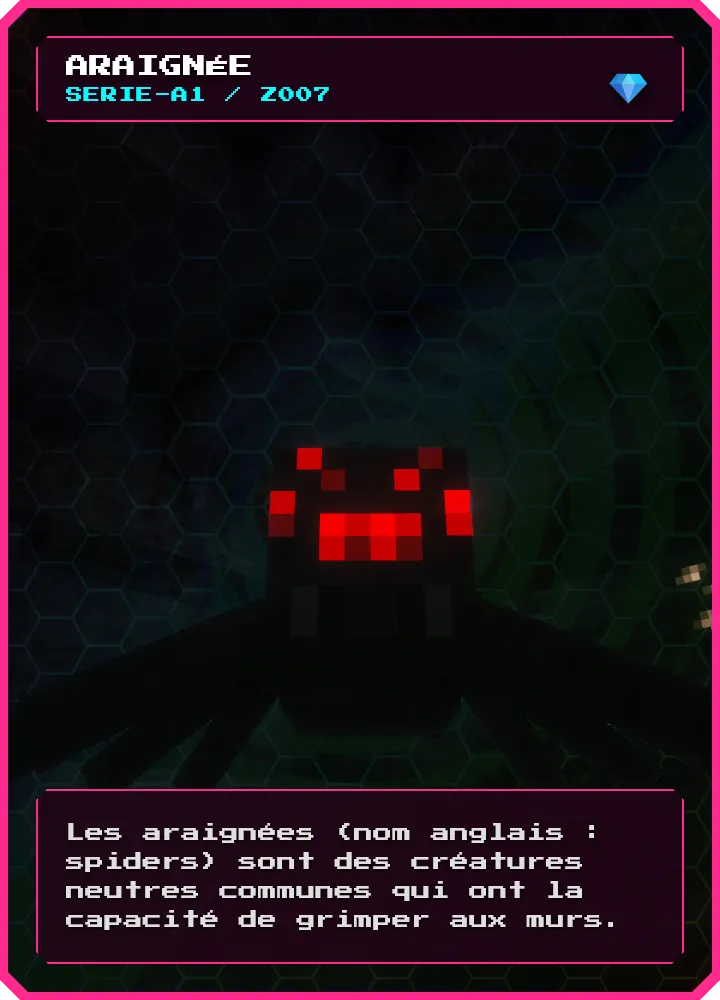 ARAIGNéE
SERIE-A1 / Z007
Les araignées (nom anglais :
spiders) sont des créatures
neutres communes qui ont la
capacité de grimper aux murs.